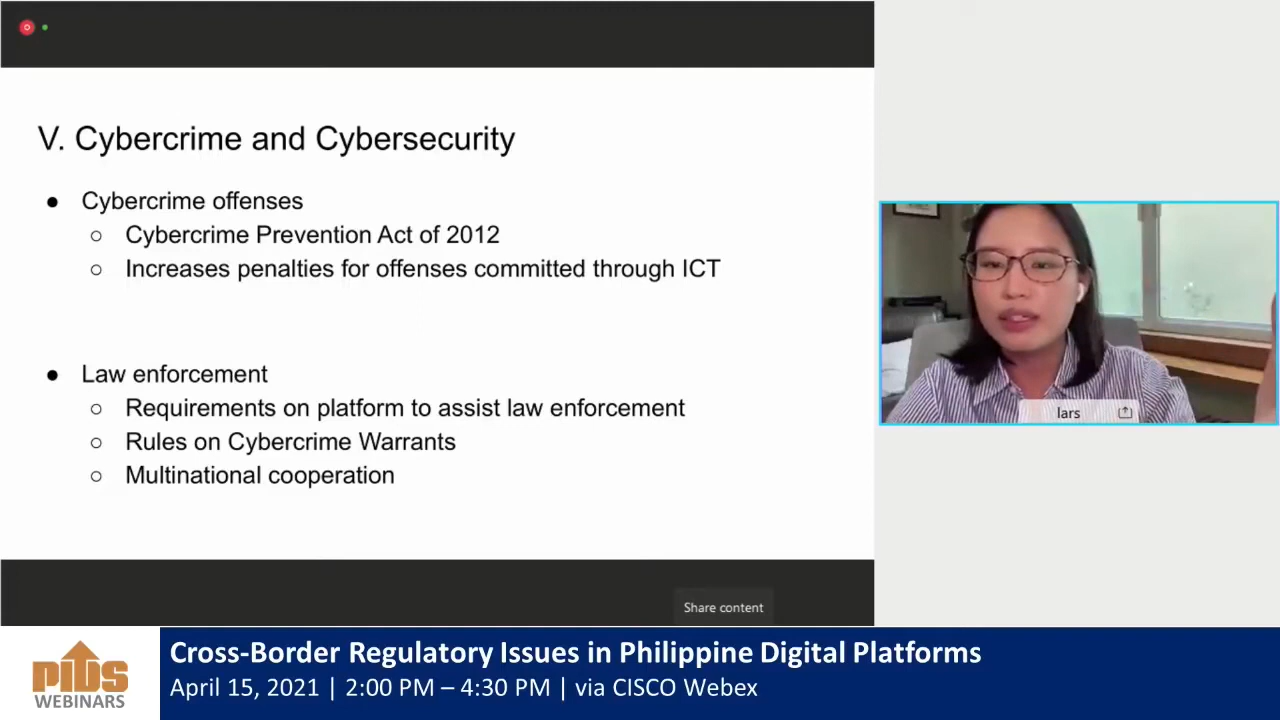 V. Cybercrime and Cybersecurity
● Cybercrime offenses
○ Cybercrime Prevention Act of 2012
○ Increases penalties for offenses committed through ICT
● Law enforcement
○ Requirements on platform to assist law enforcement
○ Rules on Cybercrime Warrants
○ Multinational cooperation
lars
Share content
PIDS
WEBINARS
Cross-Border Regulatory Issues in Philippine Digital Platforms
April 15, 2021 | 2:00 PM – 4:30 PM | via CISCO Webex